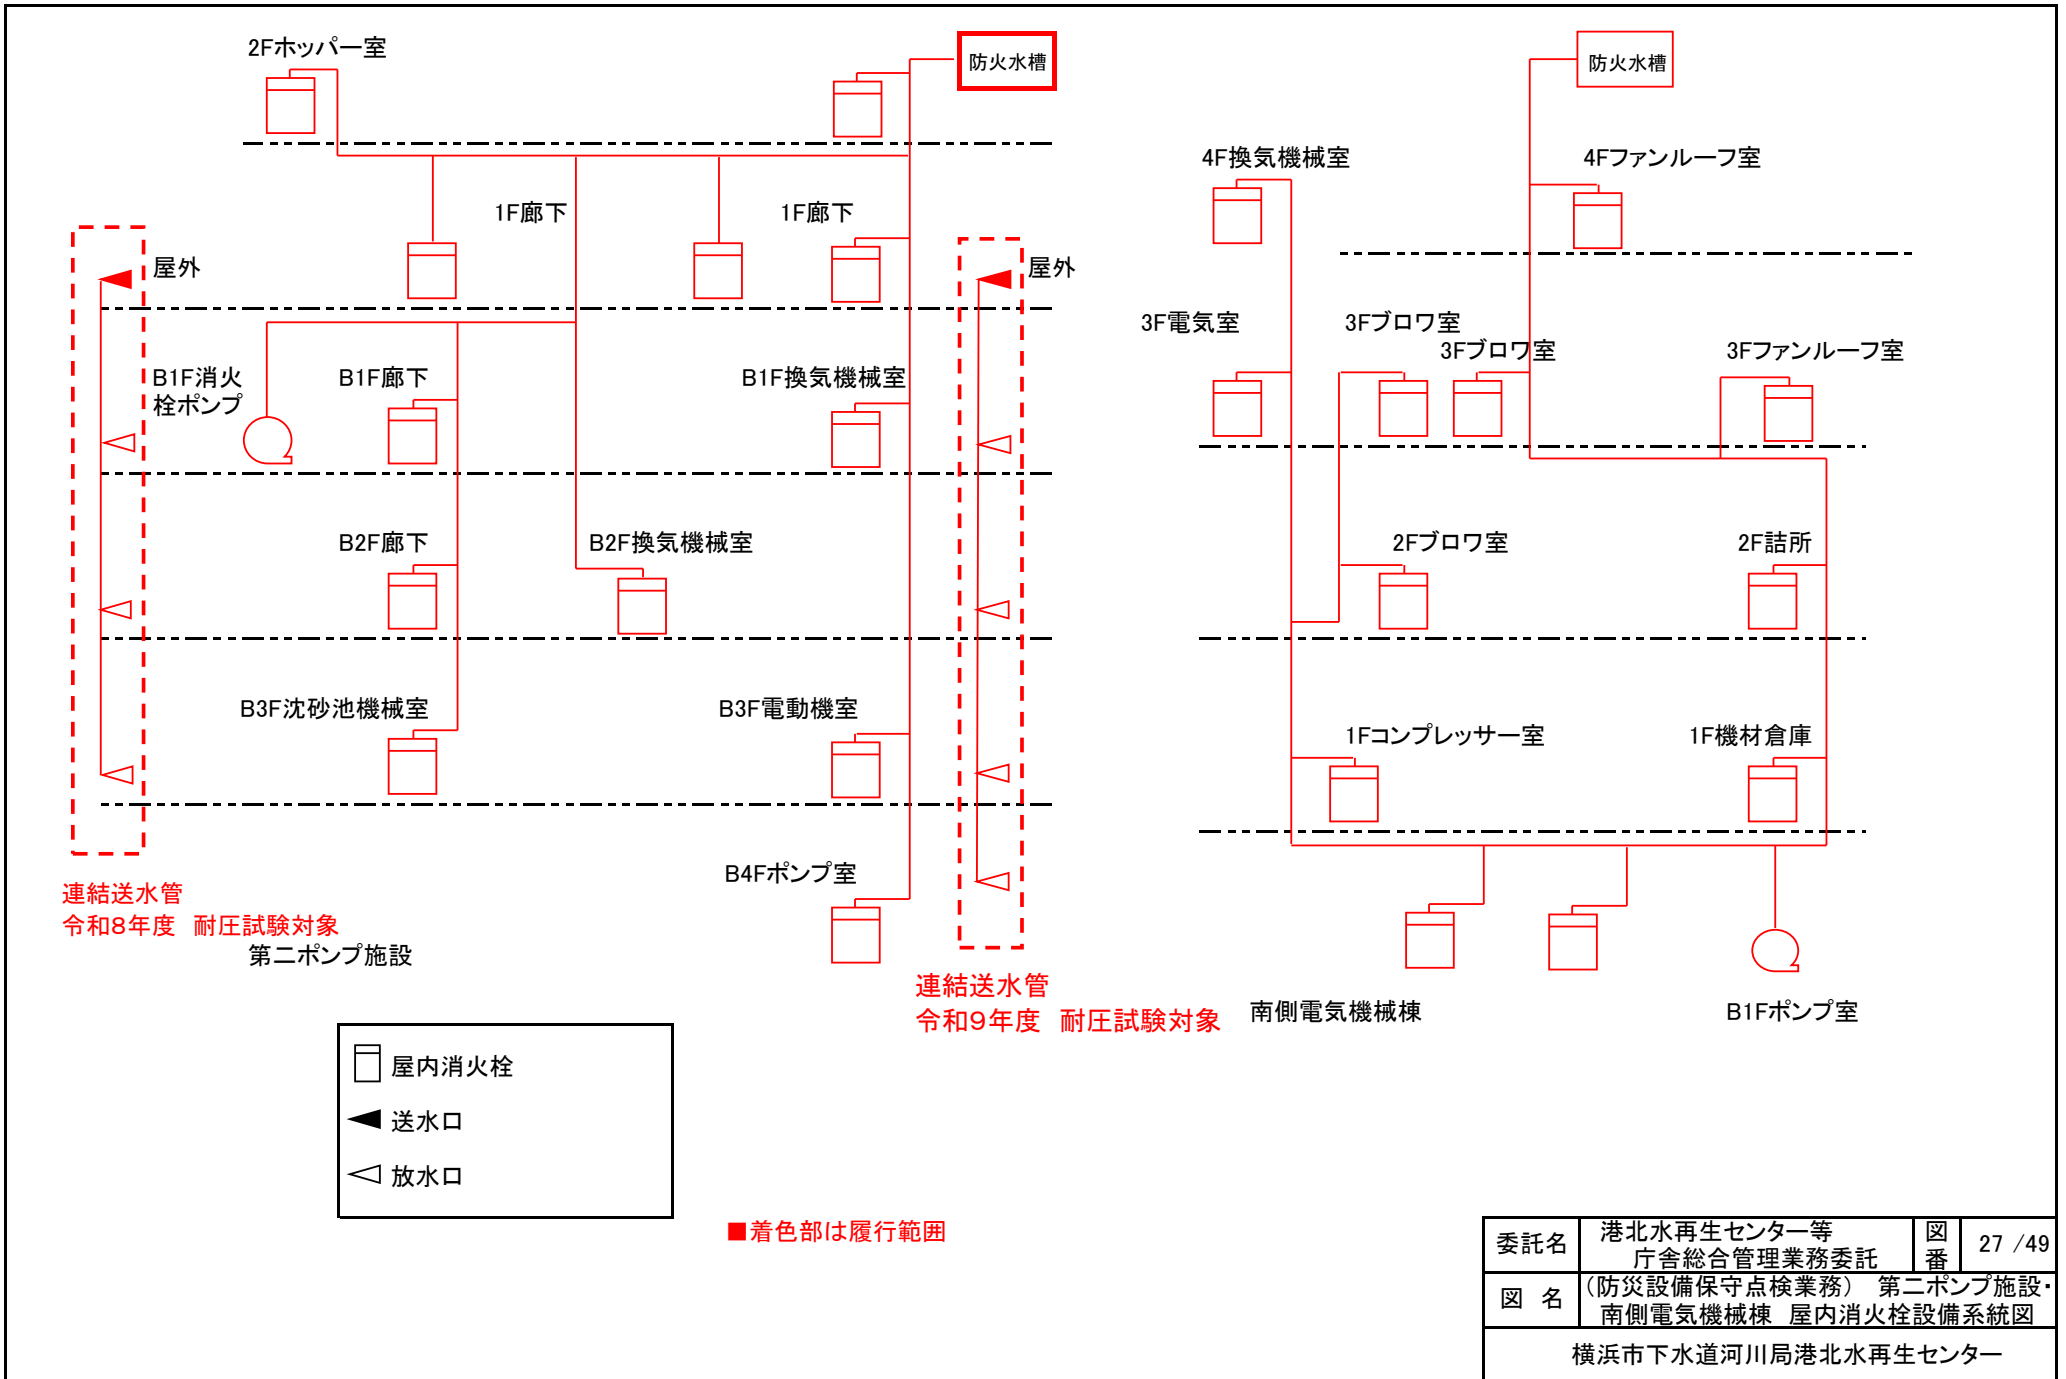 2Fホッパー室
防火水槽
1F廊下
1F廊下
屋外
屋外
B1F消火
栓ポンプ
B1F廊下
B1F換気機械室
B2F廊下
B2F換気機械室
B3F沈砂池機械室
B3F電動機室
B4Fポンプ室
連結送水管
令和8年度　耐圧試験対象
第二ポンプ施設
連結送水管
令和9年度　耐圧試験対象
防火水槽
4F換気機械室
4Fファンルーフ室
3F電気室
3Fブロワ室
3Fブロワ室
3Fファンルーフ室
2Fブロワ室
2F詰所
1Fコンプレッサー室
1F機材倉庫
南側電気機械棟
B1Fポンプ室
屋内消火栓
送水口
放水口
■着色部は履行範囲
委託名
港北水再生センター等
庁舎総合管理業務委託
図番
27 /49
図　名
(防災設備保守点検業務)　第二ポンプ施設・
南側電気機械棟　屋内消火栓設備系統図
横浜市下水道河川局港北水再生センター